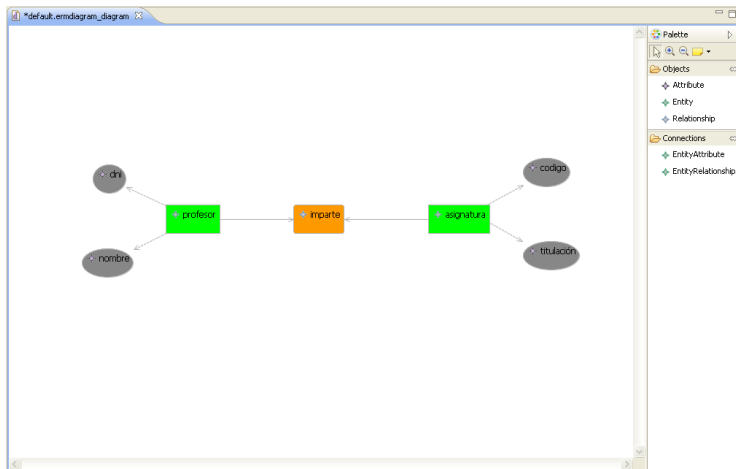 *default.ermdiagram_diagram
Palette
Objects
Attribute
Entity
Relationship
Connections
EntityAttribute
EntityRelationship
dni
codigo
profesor
imparte
asignatura
nombre
titulación